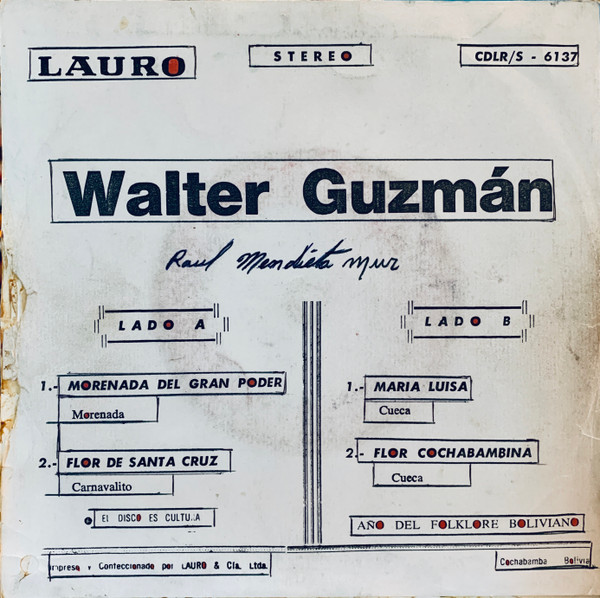 LAURO
STEREO
CDLR/S - 6137
Walter Guzmán
Raul Mendieta Mur
LADO A
1.- MORENADA DEL GRAN PODER
Morenada
2.- FLOR DE SANTA CRUZ
Carnavalito
El DISCO ES CULTURA
LADO B
1.- MARIA LUISA
Cueca
2.- FLOR COCHABAMBINA
Cueca
AÑO DEL FOLKLORE BOLIVIANO
Impreso y Confeccionado por LAURO & Cía. Ltda.
Cochabamba Bolivia